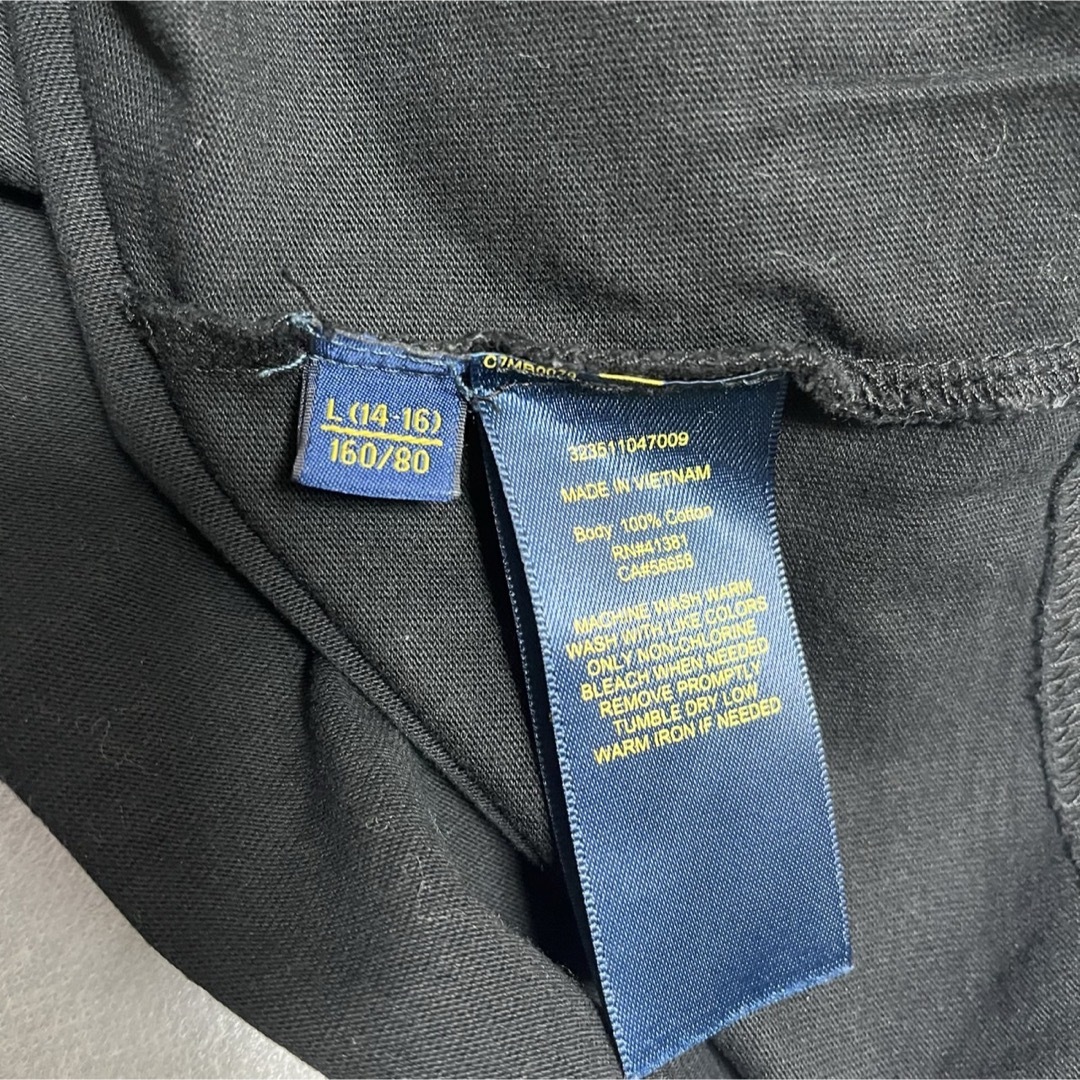 L (14-16)
160/80
323511047009
MADE IN VIETNAM
Body 100% Cotton
RN#41381
CA#56658
MACHINE WASH WARM
WASH WITH LIKE COLORS
ONLY NON-CHLORINE
BLEACH WHEN NEEDED
REMOVE PROMPTLY
TUMBLE DRY LOW
WARM IRON IF NEEDED